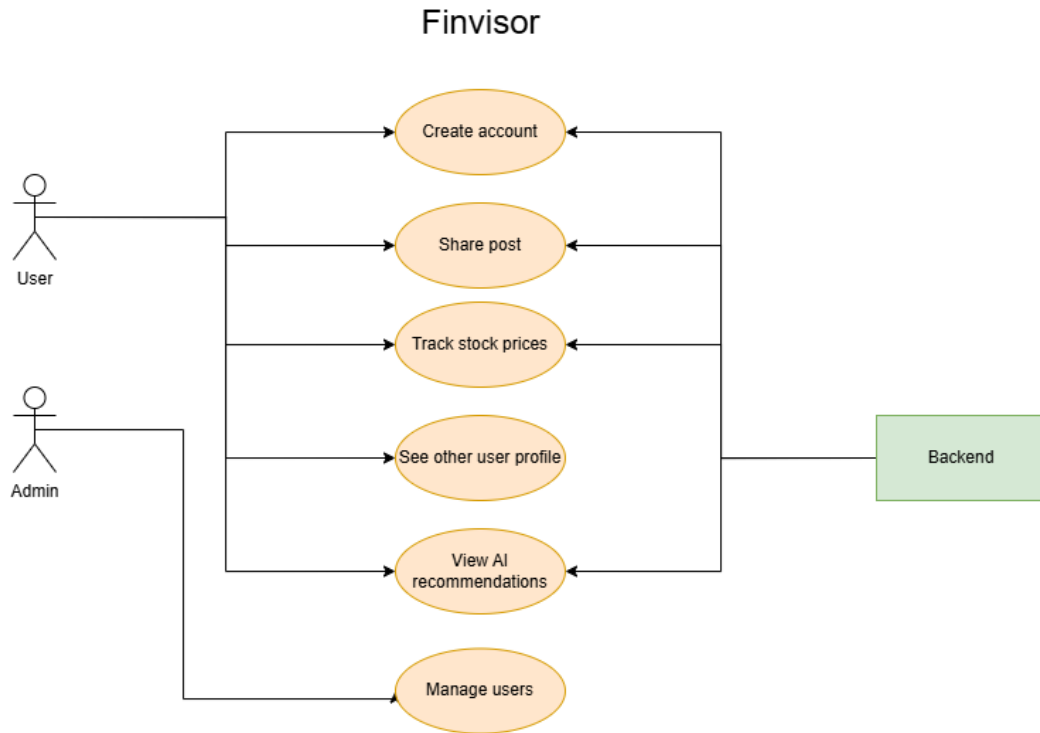 Finvisor
Create account
User
Share post
Track stock prices
Admin
See other user profile
Backend
View AI
recommendations
Manage users